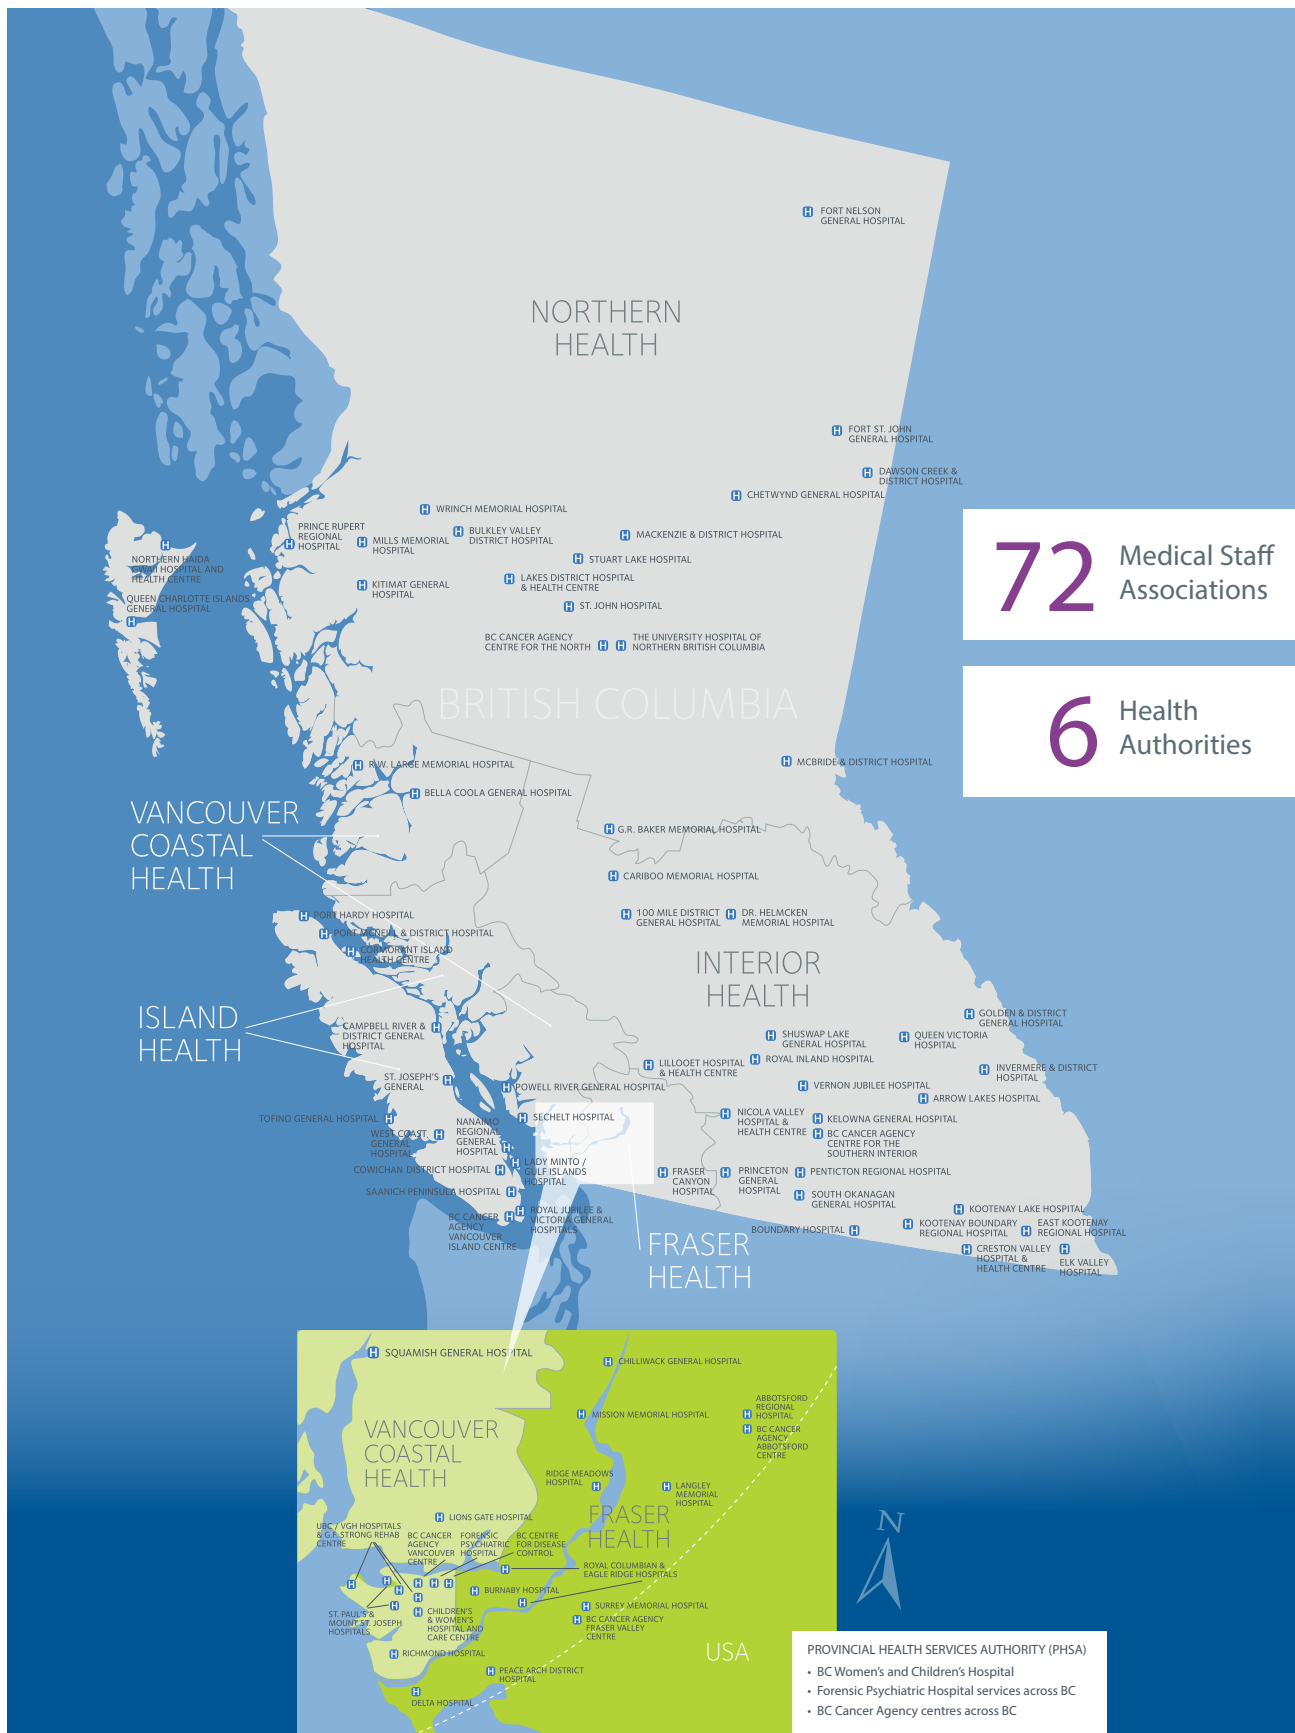 FORT NELSON
GENERAL HOSPITAL
NORTHERN
HEALTH
FORT ST. JOHN
GENERAL HOSPITAL
DAWSON CREEK &
DISTRICT HOSPITAL
CHETWYND GENERAL HOSPITAL
WRINCH MEMORIAL HOSPITAL
PRINCE RUPERT
REGIONAL
HOSPITAL
MILLS MEMORIAL
HOSPITAL
BULKLEY VALLEY
DISTRICT HOSPITAL
MACKENZIE & DISTRICT HOSPITAL
NORTHERN HAIDA
GWAII HOSPITAL AND
HEALTH CENTRE
STUART LAKE HOSPITAL
KITIMAT GENERAL
HOSPITAL
LAKES DISTRICT HOSPITAL
& HEALTH CENTRE
QUEEN CHARLOTTE ISLANDS
GENERAL HOSPITAL
ST. JOHN HOSPITAL
BC CANCER AGENCY
CENTRE FOR THE NORTH
THE UNIVERSITY HOSPITAL OF
NORTHERN BRITISH COLUMBIA
72
Medical Staff
Associations
6
Health
Authorities
BRITISH COLUMBIA
R.W. LARGE MEMORIAL HOSPITAL
MCBRIDE & DISTRICT HOSPITAL
BELLA COOLA GENERAL HOSPITAL
VANCOUVER
COASTAL
HEALTH
G.R. BAKER MEMORIAL HOSPITAL
CARIBOO MEMORIAL HOSPITAL
100 MILE DISTRICT
GENERAL HOSPITAL
DR. HELMCKEN
MEMORIAL HOSPITAL
PORT HARDY HOSPITAL
PORT MCNEILL & DISTRICT HOSPITAL
CORMORANT ISLAND
HEALTH CENTRE
INTERIOR
HEALTH
ISLAND
HEALTH
CAMPBELL RIVER &
DISTRICT GENERAL
HOSPITAL
GOLDEN & DISTRICT
GENERAL HOSPITAL
SHUSWAP LAKE
GENERAL HOSPITAL
QUEEN VICTORIA
HOSPITAL
LILLOOET HOSPITAL
& HEALTH CENTRE
ROYAL INLAND HOSPITAL
INVERMERE & DISTRICT
HOSPITAL
ST. JOSEPH'S
GENERAL
POWELL RIVER GENERAL HOSPITAL
VERNON JUBILEE HOSPITAL
ARROW LAKES HOSPITAL
TOFINO GENERAL HOSPITAL
SECHELT HOSPITAL
NICOLA VALLEY
HOSPITAL &
HEALTH CENTRE
KELOWNA GENERAL HOSPITAL
WEST COAST
GENERAL
HOSPITAL
NANAIMO
REGIONAL
GENERAL
HOSPITAL
BC CANCER AGENCY
CENTRE FOR THE
SOUTHERN INTERIOR
LADY MINTO /
GULF ISLANDS
HOSPITAL
COWICHAN DISTRICT HOSPITAL
FRASER
CANYON
HOSPITAL
PRINCETON
GENERAL
HOSPITAL
PENTICTON REGIONAL HOSPITAL
SAANICH PENINSULA HOSPITAL
SOUTH OKANAGAN
GENERAL HOSPITAL
BC CANCER
AGENCY
VANCOUVER
ISLAND CENTRE
ROYAL JUBILEE &
VICTORIA GENERAL
HOSPITALS
KOOTENAY LAKE HOSPITAL
BOUNDARY HOSPITAL
KOOTENAY BOUNDARY
REGIONAL HOSPITAL
EAST KOOTENAY
REGIONAL HOSPITAL
CRESTON VALLEY
HOSPITAL &
HEALTH CENTRE
ELK VALLEY
HOSPITAL
FRASER
HEALTH
SQUAMISH GENERAL HOSPITAL
CHILLIWACK GENERAL HOSPITAL
MISSION MEMORIAL HOSPITAL
ABBOTSFORD
REGIONAL
HOSPITAL
BC CANCER
AGENCY
ABBOTSFORD
CENTRE
VANCOUVER
COASTAL
HEALTH
RIDGE MEADOWS
HOSPITAL
LANGLEY
MEMORIAL
HOSPITAL
FRASER
HEALTH
LIONS GATE HOSPITAL
UBC / VGH HOSPITALS
& G.F. STRONG REHAB
CENTRE
BC CANCER
AGENCY
VANCOUVER
CENTRE
FORENSIC
PSYCHIATRIC
HOSPITAL
BC CENTRE
FOR DISEASE
CONTROL
ROYAL COLUMBIAN &
EAGLE RIDGE HOSPITALS
BURNABY HOSPITAL
SURREY MEMORIAL HOSPITAL
ST. PAUL'S &
MOUNT ST. JOSEPH
HOSPITALS
CHILDREN'S
& WOMEN'S
HOSPITAL AND
CARE CENTRE
BC CANCER AGENCY
FRASER VALLEY
CENTRE
RICHMOND HOSPITAL
USA
PEACE ARCH DISTRICT
HOSPITAL
DELTA HOSPITAL
N
PROVINCIAL HEALTH SERVICES AUTHORITY (PHSA)
• BC Women's and Children's Hospital
• Forensic Psychiatric Hospital services across BC
• BC Cancer Agency centres across BC